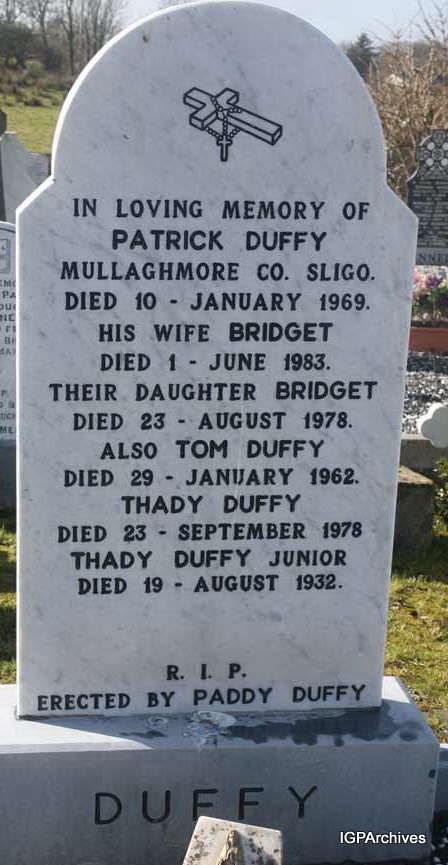 IN LOVING MEMORY OF
PATRICK DUFFY
MULLAGHMORE CO. SLIGO.
DIED 10 - JANUARY 1969.
HIS WIFE BRIDGET
DIED 1 - JUNE 1983.
THEIR DAUGHTER BRIDGET
DIED 23 - AUGUST 1978.
ALSO TOM DUFFY
DIED 29 - JANUARY 1962.
THADY DUFFY
DIED 23 - SEPTEMBER 1978
THADY DUFFY JUNIOR
DIED 19 - AUGUST 1932.
R. I. P.
ERECTED BY PADDY DUFFY
DUFFY
IGPArchives